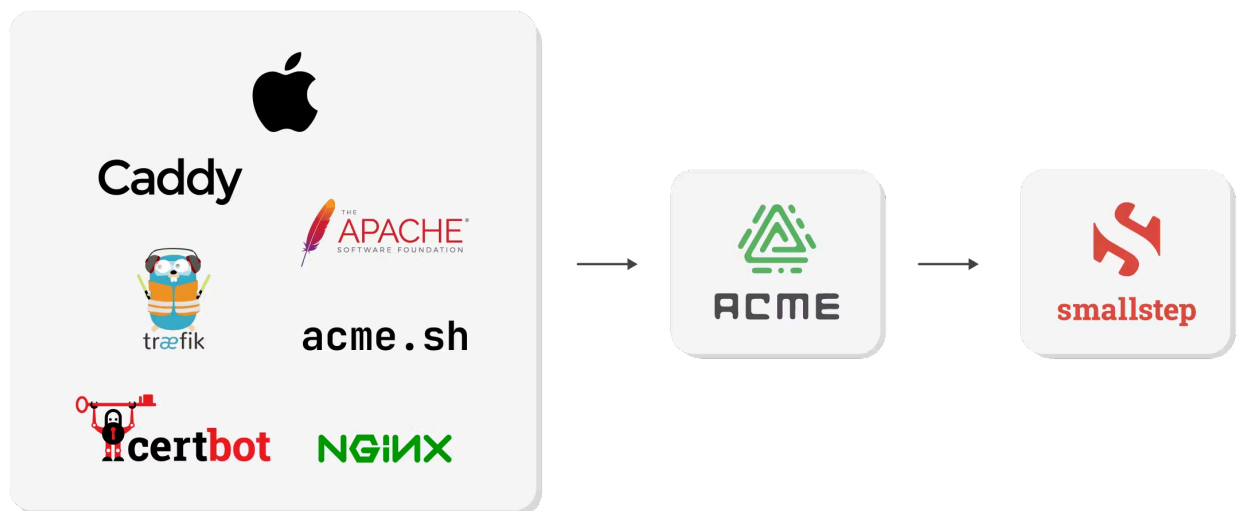 Caddy
THE
APACHE®
SOFTWARE FOUNDATION
træfik
acme.sh
certbot
NGiNX
ACME
smallstep